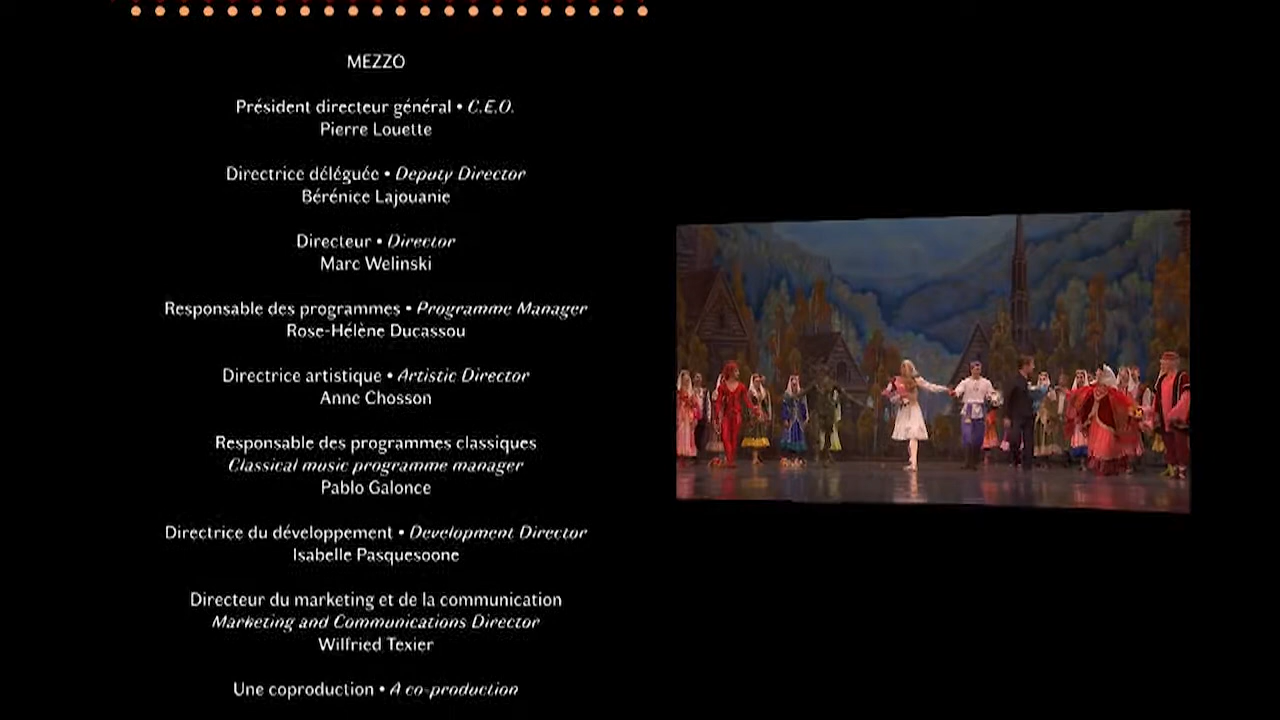 MEZZO
Président directeur général • C.E.O.
Pierre Louette
Directrice déléguée • Deputy Director
Bérénice Lajouanie
Directeur • Director
Marc Welinski
Responsable des programmes • Programme Manager
Rose-Hélène Ducassou
Directrice artistique • Artistic Director
Anne Chosson
Responsable des programmes classiques
Classical music programme manager
Pablo Galonce
Directrice du développement • Development Director
Isabelle Pasquesoone
Directeur du marketing et de la communication
Marketing and Communications Director
Wilfried Texier
Une coproduction • A co-production